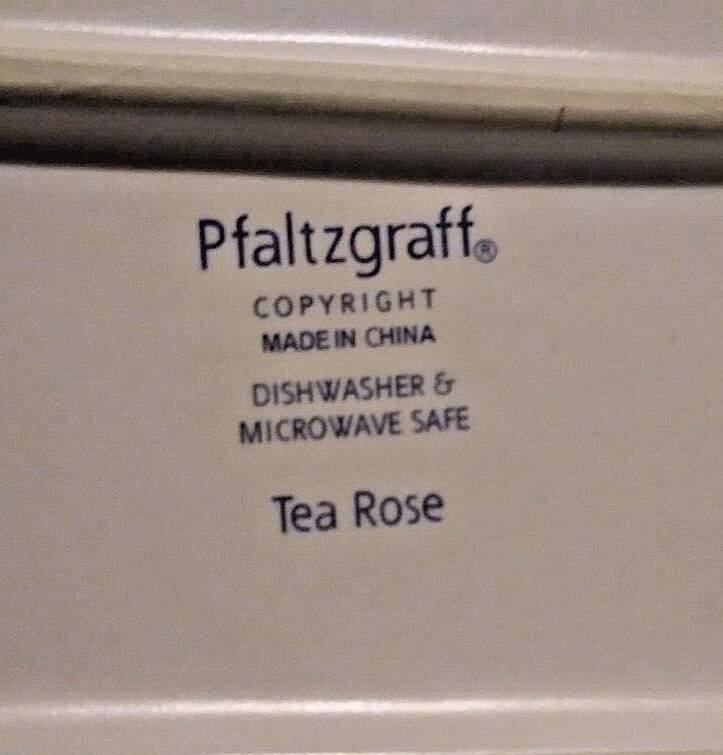 Pfaltzgraff®
COPYRIGHT
MADE IN CHINA
DISHWASHER &
MICROWAVE SAFE
Tea Rose